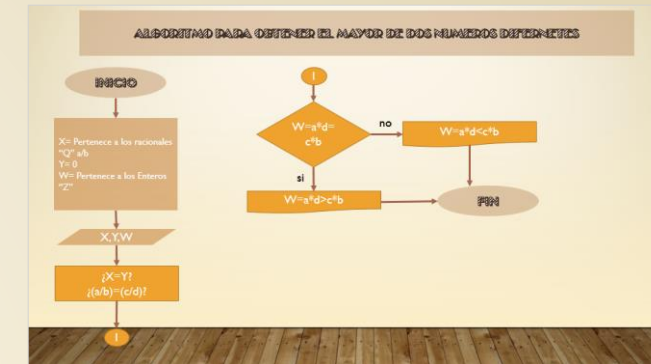 ALGORITMO PARA OBTENER EL MAYOR DE DOS NUMEROS DIFERNETES
INICIO
X= Pertenece a los racionales
"Q" a/b
Y= 0
W= Pertenece a los Enteros
"Z"
X,Y,W
¿X=Y?
¿(a/b)=(c/d)?
1
1
W=a*d=
c*b
no
W=a*d<c*b
si
W=a*d>c*b
FIN